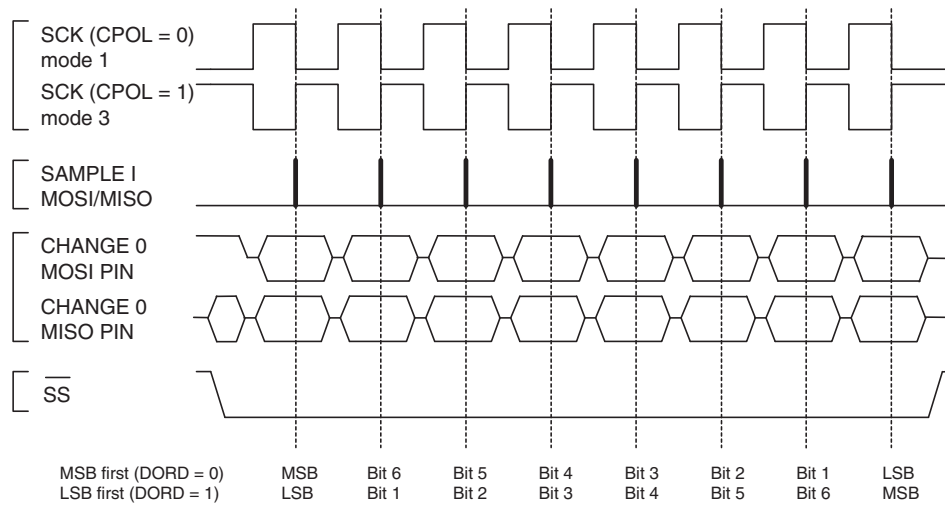 SCK (CPOL = 0)
mode 1
SCK (CPOL = 1)
mode 3
SAMPLE I
MOSI/MISO
CHANGE 0
MOSI PIN
CHANGE 0
MISO PIN
SS
MSB first (DORD = 0) MSB Bit 6 Bit 5 Bit 4 Bit 3 Bit 2 Bit 1 LSB
LSB first (DORD = 1) LSB Bit 1 Bit 2 Bit 3 Bit 4 Bit 5 Bit 6 MSB